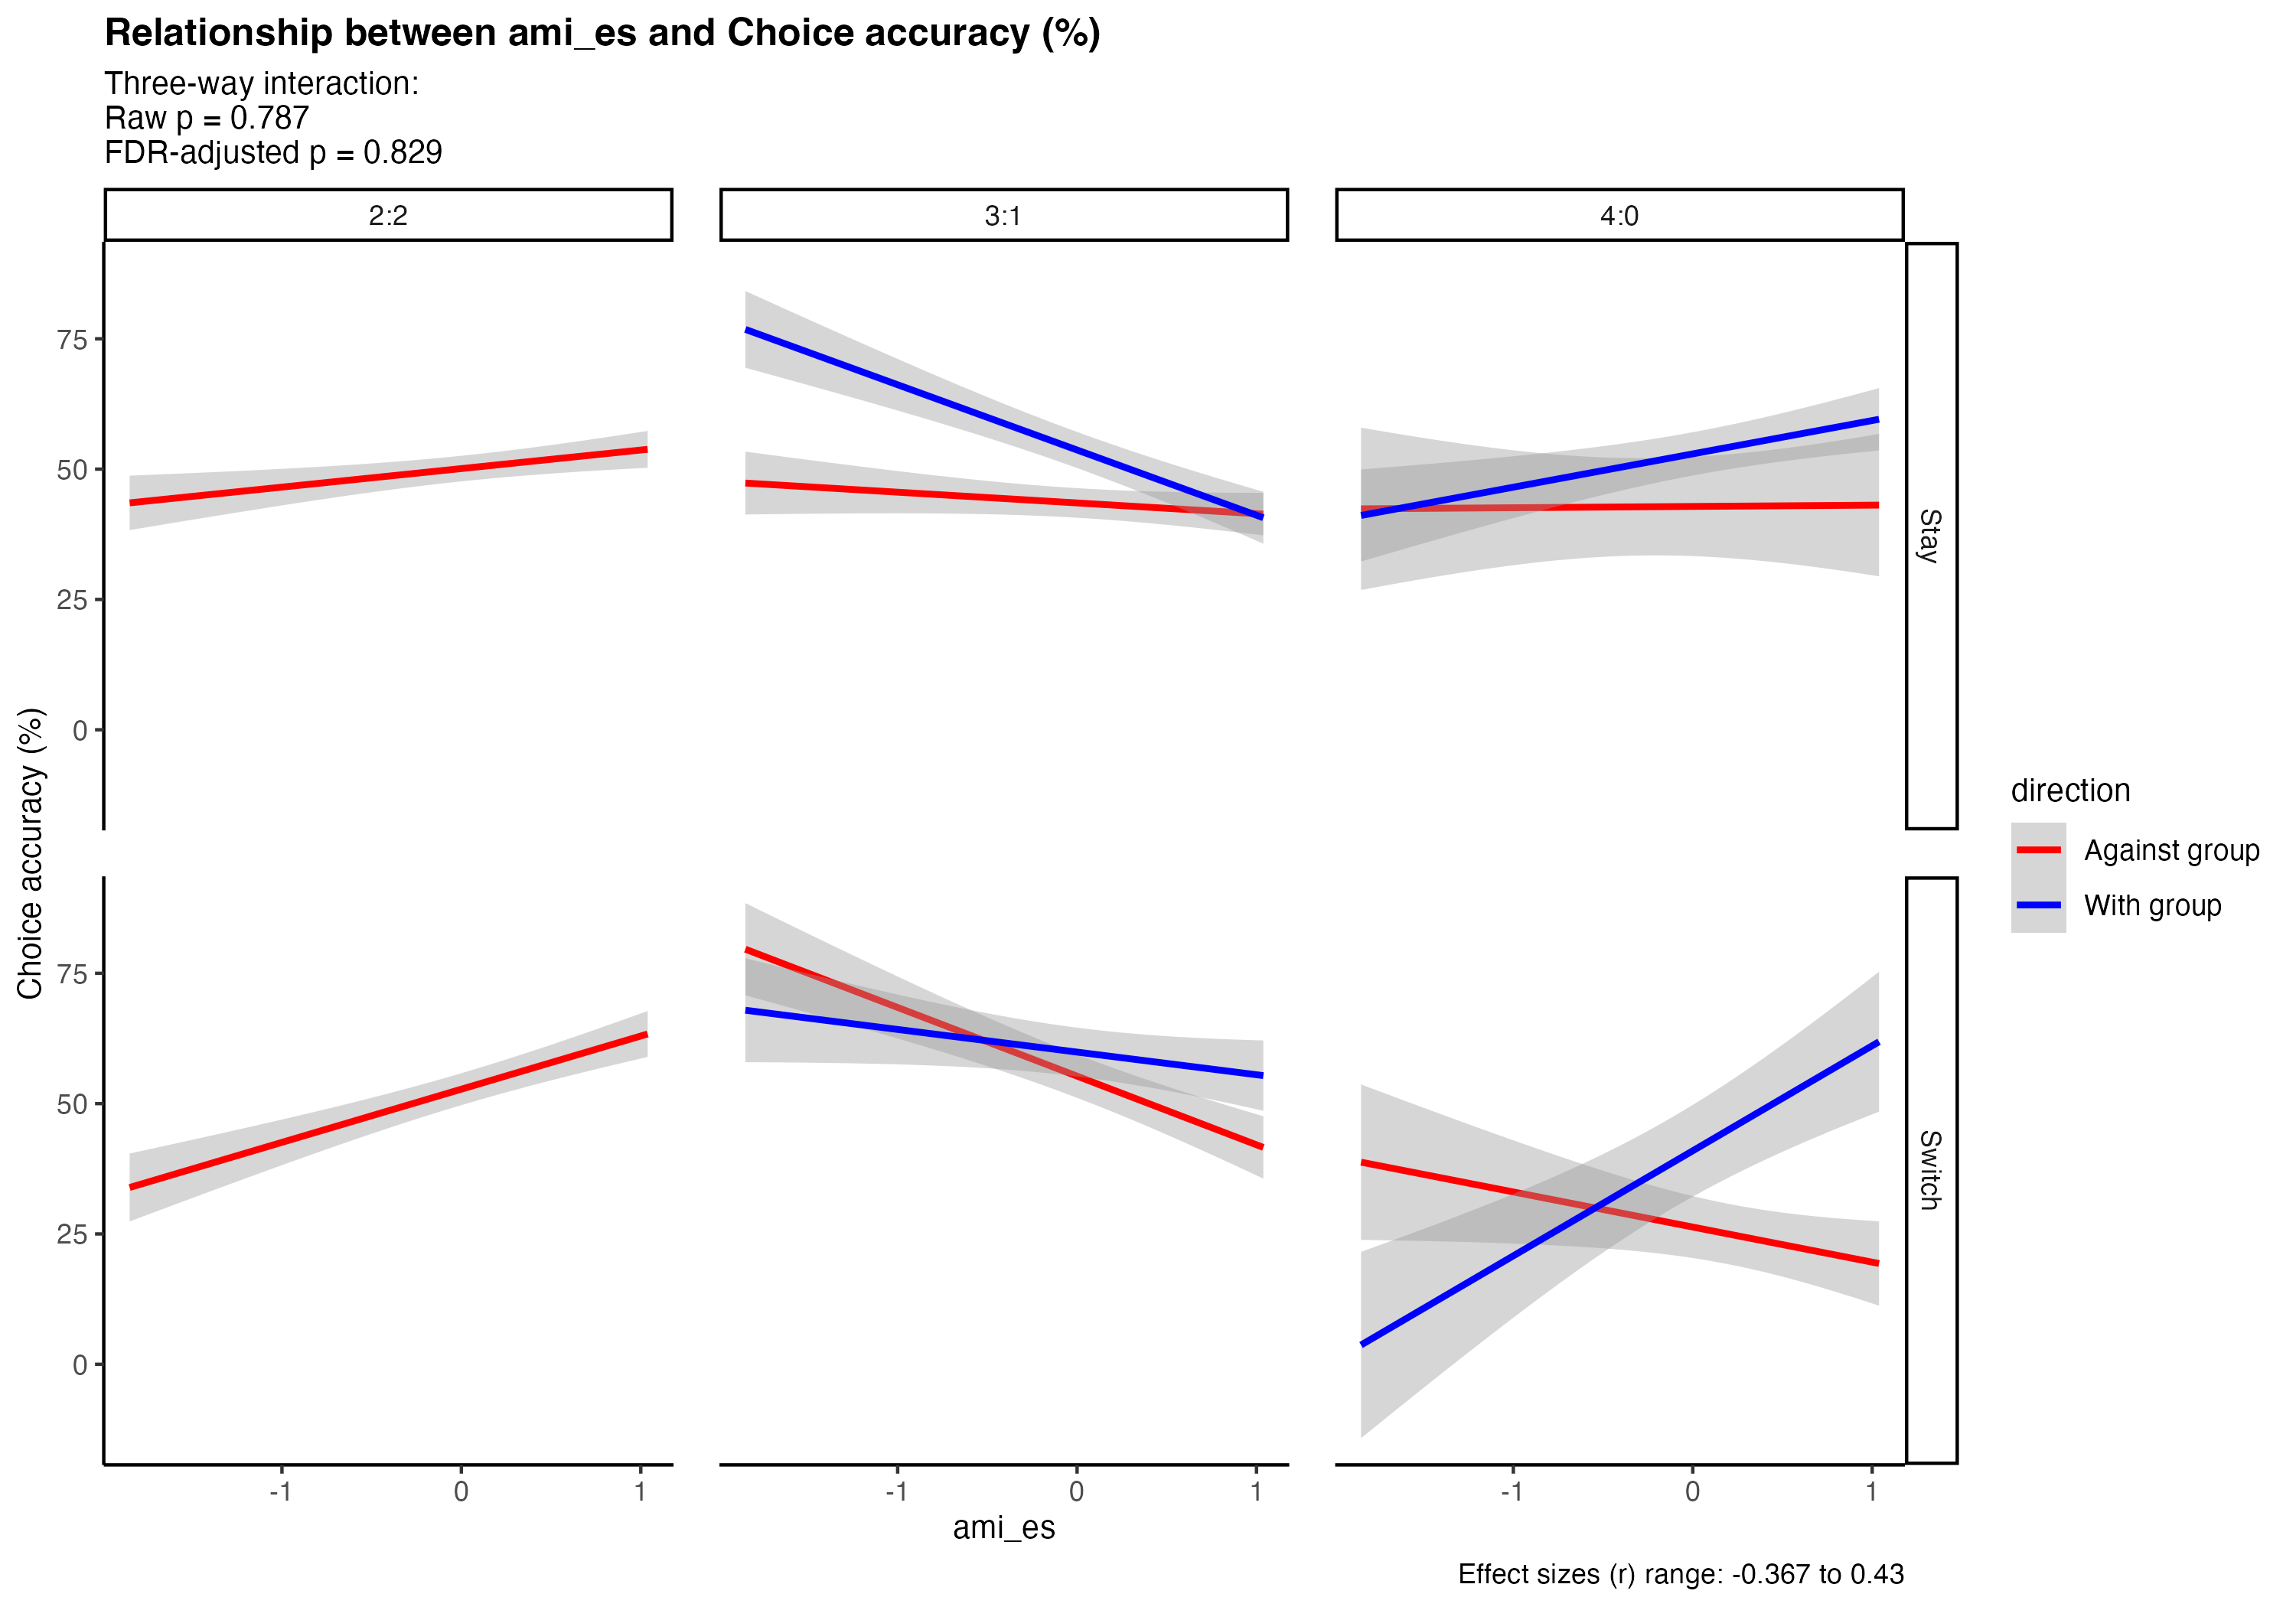 Relationship between ami_es and Choice accuracy (%)
Three-way interaction:
Raw p = 0.787
FDR-adjusted p = 0.829
2:2
3:1
4:0
75
50
25
0
Stay
Choice accuracy (%)
75
50
25
0
Switch
-1
0
1
-1
0
1
-1
0
1
ami_es
direction
Against group
With group
Effect sizes (r) range: -0.367 to 0.43